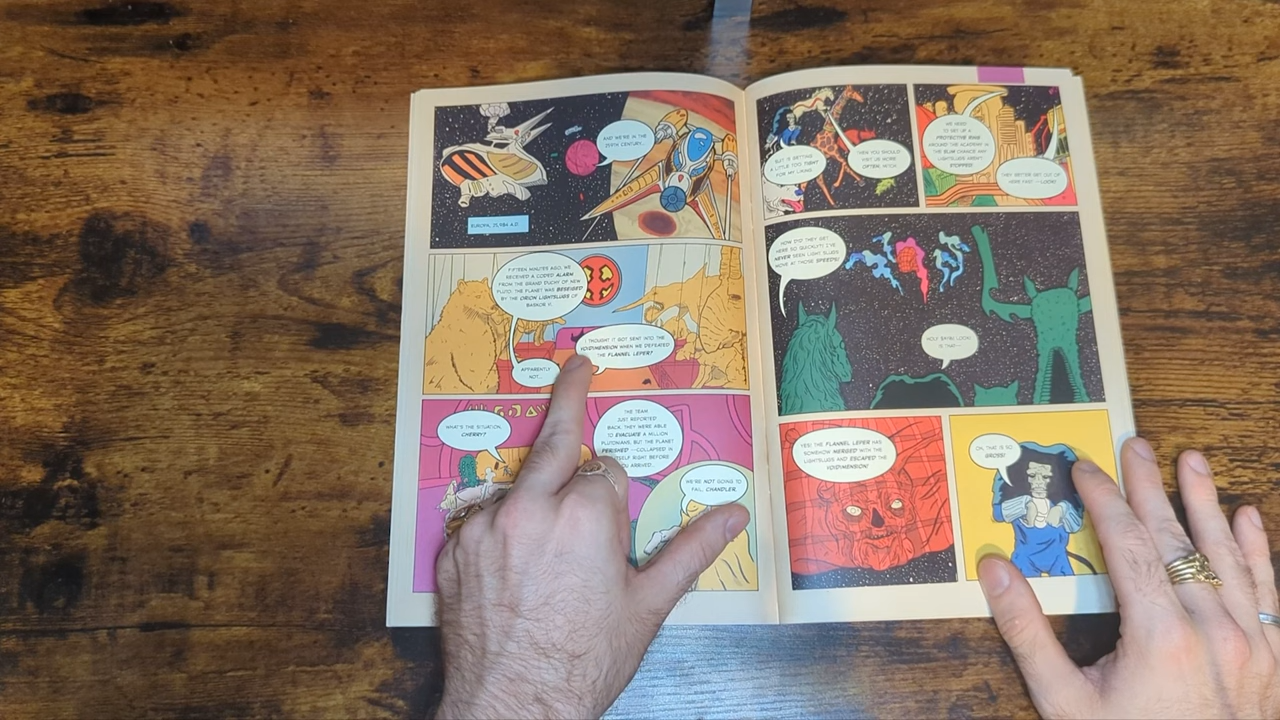 AND WE'RE IN THE
255TH CENTURY...
EUROPA, 25,984 A.D.
FIFTEEN MINUTES AGO, WE
RECEIVED A CODED ALARM
FROM THE GRAND DUCHY OF NEW
PLUTO. THE PLANET WAS BESEIGED
BY THE ORION LIGHTSLUGS OF
BASKOR V.
I THOUGHT IT GOT SENT INTO THE
VOIDIMENSION WHEN WE DEFEATED
THE FLANNEL LEPER?
APPARENTLY
NOT...
WHAT'S THE SITUATION,
CHERRY?
THE TEAM
JUST REPORTED
BACK. THEY WERE ABLE
TO EVACUATE A MILLION
PLUTONIANS, BUT THE PLANET
PERISHED --COLLAPSED IN
ITSELF RIGHT BEFORE
YOU ARRIVED...
WE'RE NOT GOING TO
FAIL, CHANDLER.
BUT IS GETTING
A LITTLE TOO TIGHT
FOR MY LIKING.
THEN YOU SHOULD
VISIT US MORE
OFTEN, MITCH.
WE NEED
TO SET UP A
PROTECTIVE RING
AROUND THE ACADEMY IN
THE SLIM CHANCE ANY
LIGHTSLUGS AREN'T
STOPPED.
THEY BETTER GET OUT OF
HERE FAST --LOOK!
HOW DID THEY GET
HERE SO QUICKLY? I'VE
NEVER SEEN LIGHT SLUGS
MOVE AT THOSE SPEEDS!
IS THAT--
YES! THE FLANNEL LEPER HAS
SOMEHOW MERGED WITH THE
LIGHTSLUGS AND ESCAPED THE
VOIDIMENSION!
OH, THAT IS SO
GROSS!